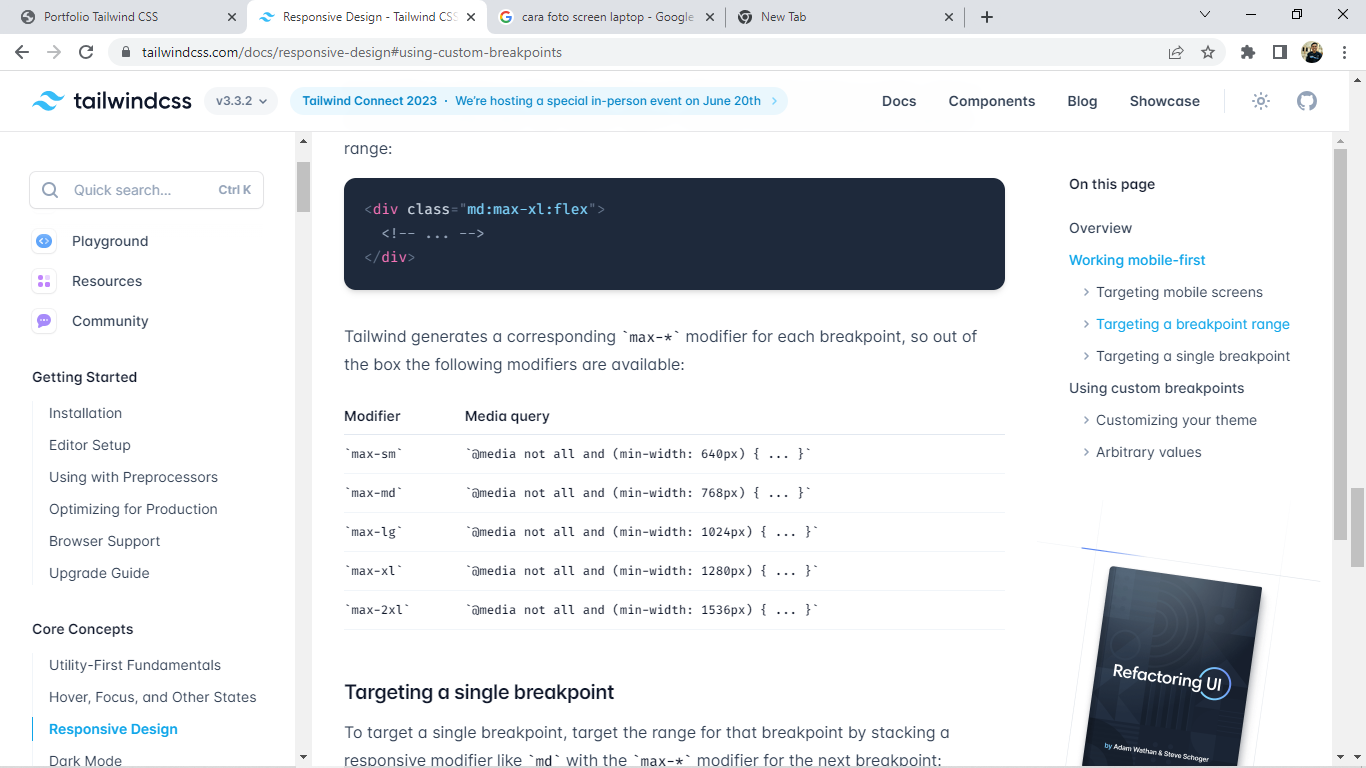 Portfolio Tailwind CSS
Responsive Design - Tailwind CSS
cara foto screen laptop - Google
New Tab
tailwindcss.com/docs/responsive-design#using-custom-breakpoints
tailwindcss
v3.3.2
Tailwind Connect 2023 · We're hosting a special in-person event on June 20th
Docs
Components
Blog
Showcase
Quick search...
Ctrl K
Playground
Resources
Community
Getting Started
Installation
Editor Setup
Using with Preprocessors
Optimizing for Production
Browser Support
Upgrade Guide
Core Concepts
Utility-First Fundamentals
Hover, Focus, and Other States
Responsive Design
Dark Mode
range:
<div class="md:max-xl:flex">
<!-- ... -->
</div>
Tailwind generates a corresponding `max-*` modifier for each breakpoint, so out of
the box the following modifiers are available:
Modifier Media query
`max-sm` `@media not all and (min-width: 640px) { ... }`
`max-md` `@media not all and (min-width: 768px) { ... }`
`max-lg` `@media not all and (min-width: 1024px) { ... }`
`max-xl` `@media not all and (min-width: 1280px) { ... }`
`max-2xl` `@media not all and (min-width: 1536px) { ... }`
Targeting a single breakpoint
To target a single breakpoint, target the range for that breakpoint by stacking a
responsive modifier like `md` with the `max-*` modifier for the next breakpoint:
On this page
Overview
Working mobile-first
Targeting mobile screens
Targeting a breakpoint range
Targeting a single breakpoint
Using custom breakpoints
Customizing your theme
Arbitrary values
Refactoring UI
by Adam Wathan & Steve Schoger